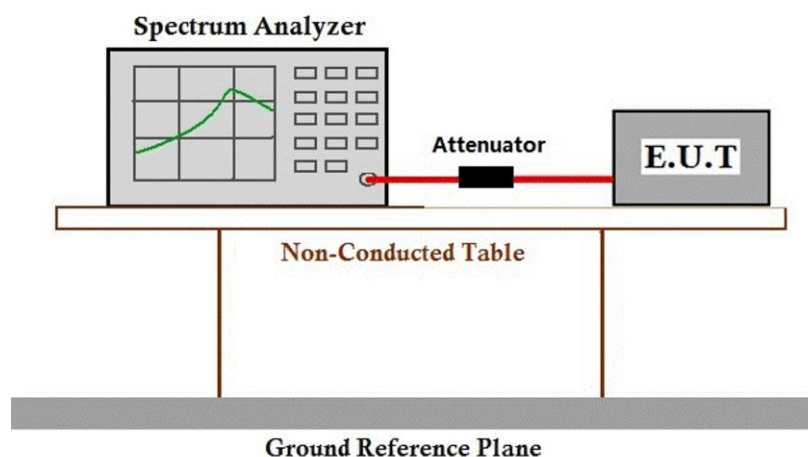 Spectrum Analyzer
Attenuator
E.U.T
Non-Conducted Table
Ground Reference Plane